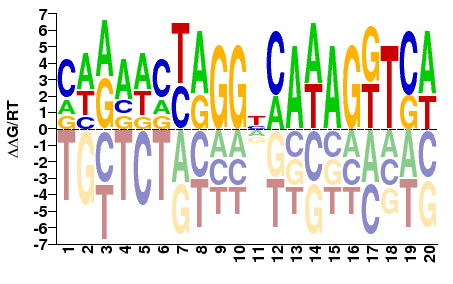 7
6
5
4
3
2
1
0
-1
-2
-3
-4
-5
-6
-7
ΔΔG/RT
C A A A A C T A G G T C A A A G G T C A
A T G C T G C G A T T G T
G C G G
T G C T C T A C A A G C C G A A A A C
T G T C C T G G T C C G T G
T T T G T
1 2 3 4 5 6 7 8 9 10 11 12 13 14 15 16 17 18 19 20